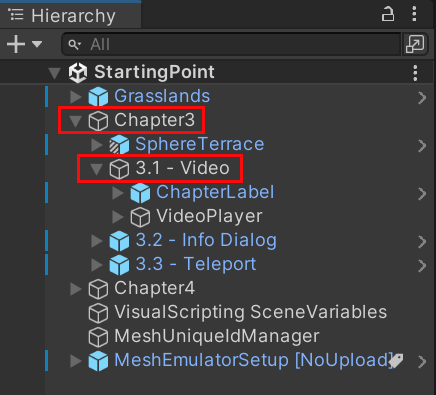 Hierarchy
All
StartingPoint
Grasslands
Chapter3
SphereTerrace
3.1 - Video
ChapterLabel
VideoPlayer
3.2 - Info Dialog
3.3 - Teleport
Chapter4
VisualScripting SceneVariables
MeshUniqueIdManager
MeshEmulatorSetup [NoUpload]